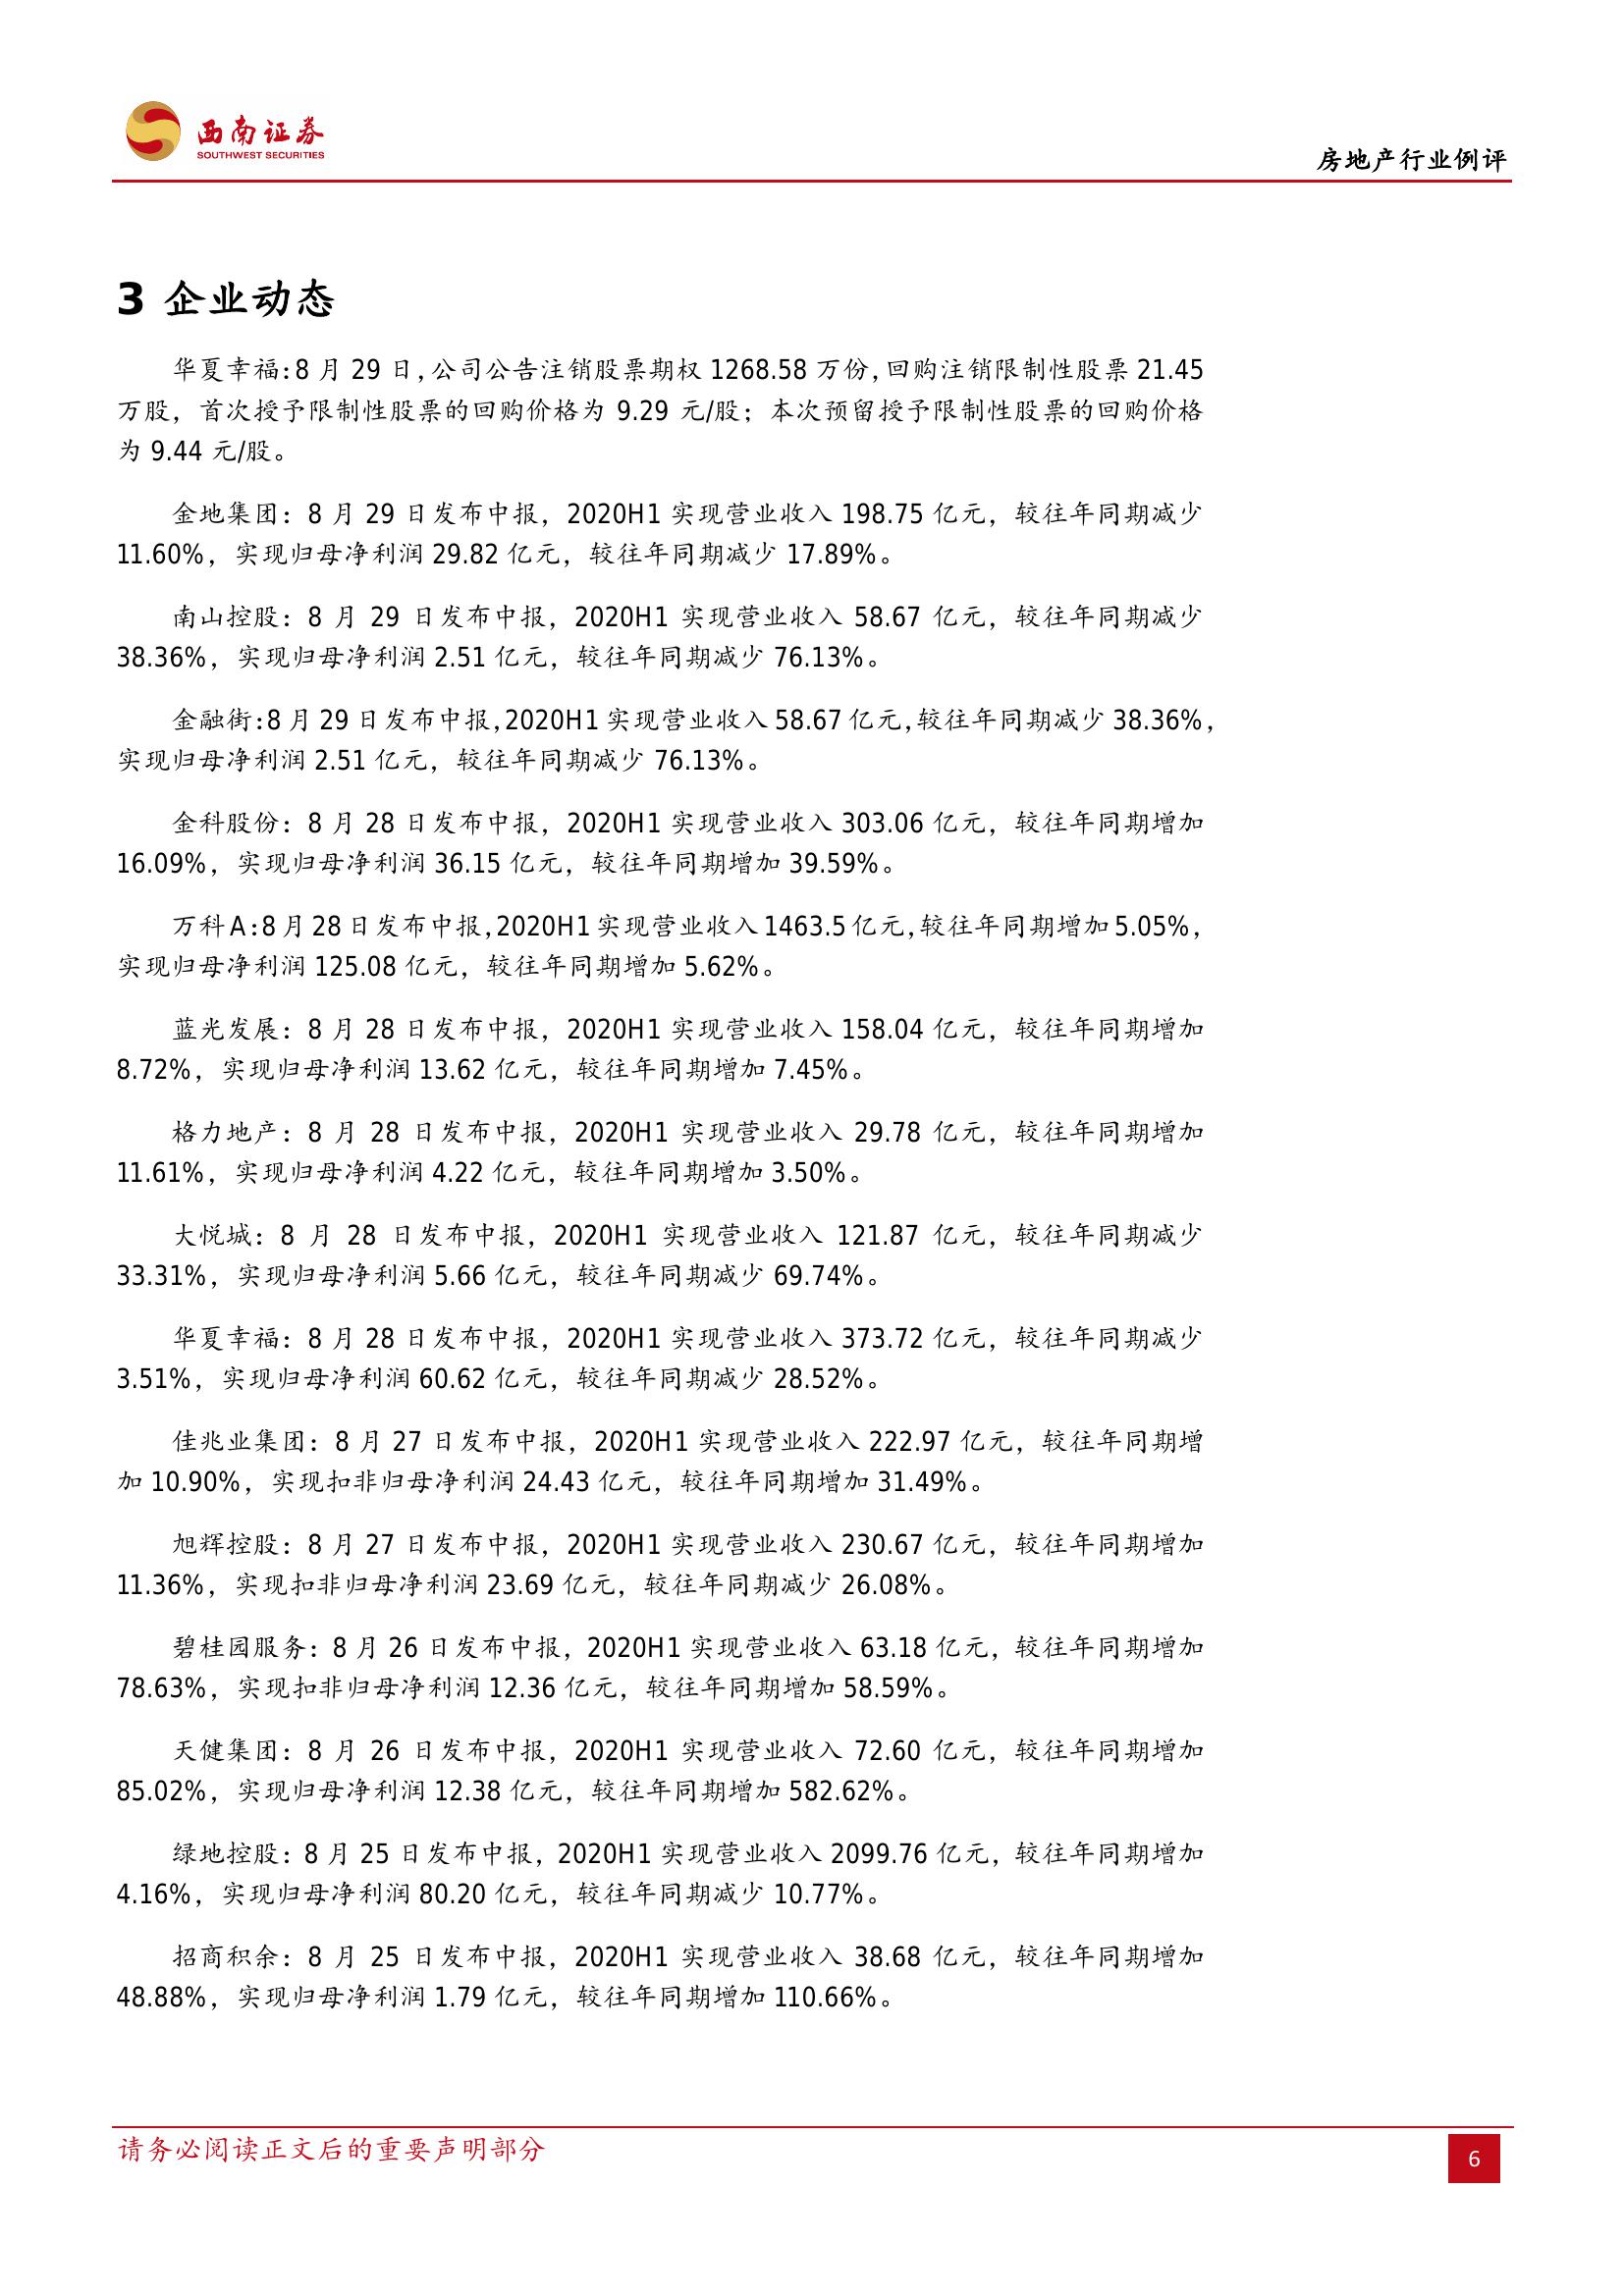 西南证券
SOUTHWEST SECURITIES
房地产行业例评
3 企业动态
华夏幸福:8 月 29 日,公司公告注销股票期权 1268.58 万份,回购注销限制性股票 21.45
万股，首次授予限制性股票的回购价格为 9.29 元/股；本次预留授予限制性股票的回购价格
为 9.44 元/股。
金地集团：8 月 29 日发布中报，2020H1 实现营业收入 198.75 亿元，较往年同期减少
11.60%，实现归母净利润 29.82 亿元，较往年同期减少 17.89%。
南山控股：8 月 29 日发布中报，2020H1 实现营业收入 58.67 亿元，较往年同期减少
38.36%，实现归母净利润 2.51 亿元，较往年同期减少 76.13%。
金融街:8 月 29 日发布中报,2020H1 实现营业收入 58.67 亿元,较往年同期减少 38.36%,
实现归母净利润 2.51 亿元，较往年同期减少 76.13%。
金科股份：8 月 28 日发布中报，2020H1 实现营业收入 303.06 亿元，较往年同期增加
16.09%，实现归母净利润 36.15 亿元，较往年同期增加 39.59%。
万科 A:8 月 28 日发布中报,2020H1 实现营业收入 1463.5 亿元,较往年同期增加 5.05%,
实现归母净利润 125.08 亿元，较往年同期增加 5.62%。
蓝光发展：8 月 28 日发布中报，2020H1 实现营业收入 158.04 亿元，较往年同期增加
8.72%，实现归母净利润 13.62 亿元，较往年同期增加 7.45%。
格力地产：8 月 28 日发布中报，2020H1 实现营业收入 29.78 亿元，较往年同期增加
11.61%，实现归母净利润 4.22 亿元，较往年同期增加 3.50%。
大悦城：8 月 28 日发布中报，2020H1 实现营业收入 121.87 亿元，较往年同期减少
33.31%，实现归母净利润 5.66 亿元，较往年同期减少 69.74%。
华夏幸福：8 月 28 日发布中报，2020H1 实现营业收入 373.72 亿元，较往年同期减少
3.51%，实现归母净利润 60.62 亿元，较往年同期减少 28.52%。
佳兆业集团：8 月 27 日发布中报，2020H1 实现营业收入 222.97 亿元，较往年同期增
加 10.90%，实现扣非归母净利润 24.43 亿元，较往年同期增加 31.49%。
旭辉控股：8 月 27 日发布中报，2020H1 实现营业收入 230.67 亿元，较往年同期增加
11.36%，实现扣非归母净利润 23.69 亿元，较往年同期减少 26.08%。
碧桂园服务：8 月 26 日发布中报，2020H1 实现营业收入 63.18 亿元，较往年同期增加
78.63%，实现扣非归母净利润 12.36 亿元，较往年同期增加 58.59%。
天健集团：8 月 26 日发布中报，2020H1 实现营业收入 72.60 亿元，较往年同期增加
85.02%，实现归母净利润 12.38 亿元，较往年同期增加 582.62%。
绿地控股：8 月 25 日发布中报，2020H1 实现营业收入 2099.76 亿元，较往年同期增加
4.16%，实现归母净利润 80.20 亿元，较往年同期减少 10.77%。
招商积余：8 月 25 日发布中报，2020H1 实现营业收入 38.68 亿元，较往年同期增加
48.88%，实现归母净利润 1.79 亿元，较往年同期增加 110.66%。
请务必阅读正文后的重要声明部分
6